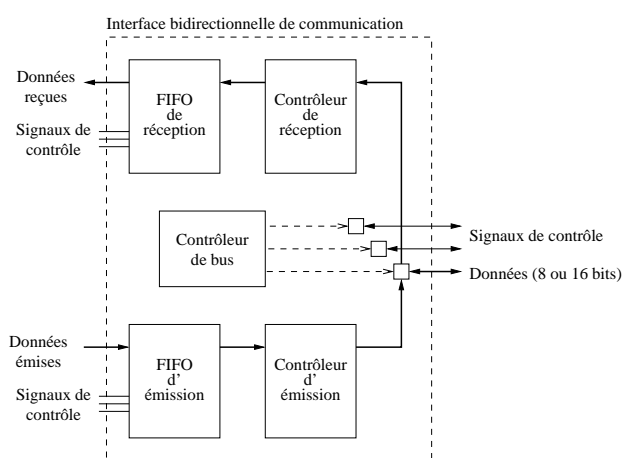 Interface bidirectionnelle de communication
Données
reçues
Signaux de
contrôle
FIFO
de
réception
Contrôleur
de
réception
Contrôleur
de bus
Signaux de contrôle
Données (8 ou 16 bits)
Données
émises
Signaux de
contrôle
FIFO
d'
émission
Contrôleur
d'
émission